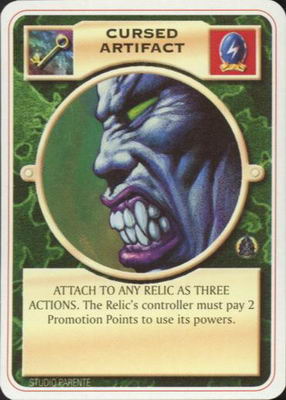 CURSED
ARTIFACT
ATTACH TO ANY RELIC AS THREE
ACTIONS. The Relic's controller must pay 2
Promotion Points to use its powers.
STUDIO PARENTE